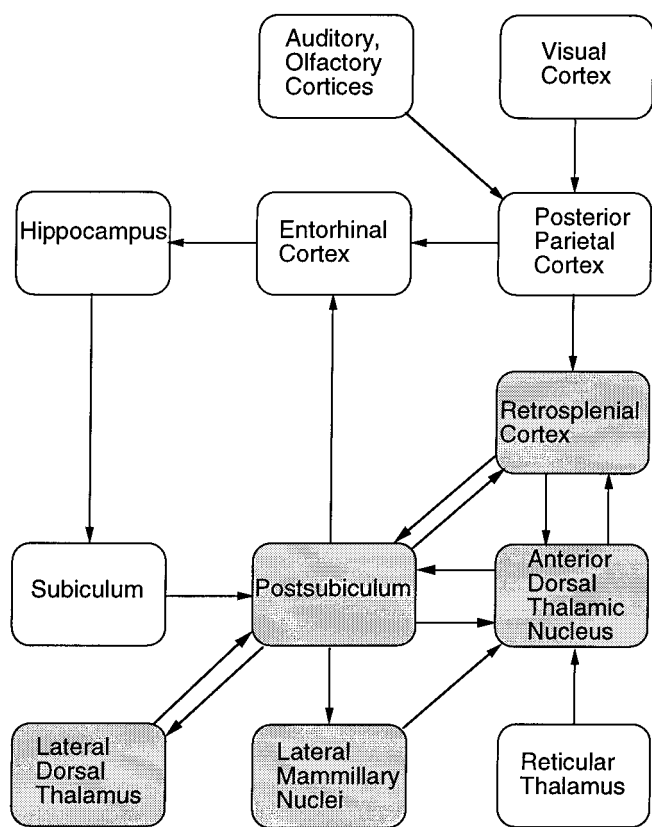 Auditory,
Olfactory
Cortices
Visual
Cortex
Hippocampus
Entorhinal
Cortex
Posterior
Parietal
Cortex
Retrosplenial
Cortex
Subiculum
Postsubiculum
Anterior
Dorsal
Thalamic
Nucleus
Lateral
Dorsal
Thalamus
Lateral
Mammillary
Nuclei
Reticular
Thalamus